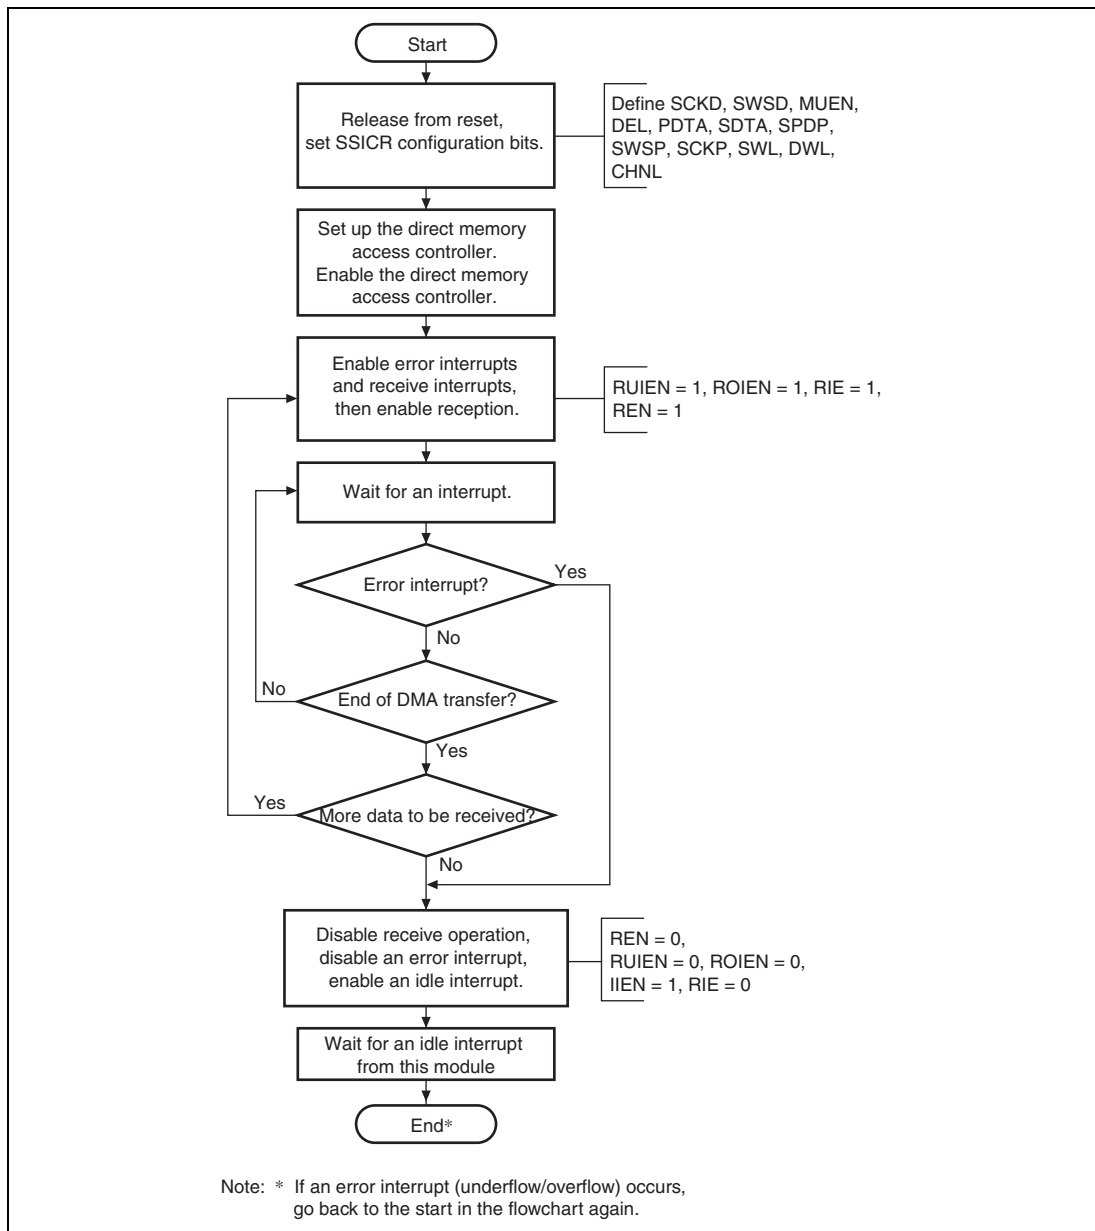 Start
Release from reset,
set SSICR configuration bits.
Define SCKD, SWSD, MUEN,
DEL, PDTA, SDTA, SPDP,
SWSP, SCKP, SWL, DWL,
CHNL
Set up the direct memory
access controller.
Enable the direct memory
access controller.
Enable error interrupts
and receive interrupts,
then enable reception.
RUIEN = 1, ROIEN = 1, RIE = 1,
REN = 1
Wait for an interrupt.
Error interrupt?
Yes
No
End of DMA transfer?
No
Yes
More data to be received?
Yes
No
Disable receive operation,
disable an error interrupt,
enable an idle interrupt.
REN = 0,
RUIEN = 0, ROIEN = 0,
IIEN = 1, RIE = 0
Wait for an idle interrupt
from this module
End*
Note: * If an error interrupt (underflow/overflow) occurs,
go back to the start in the flowchart again.